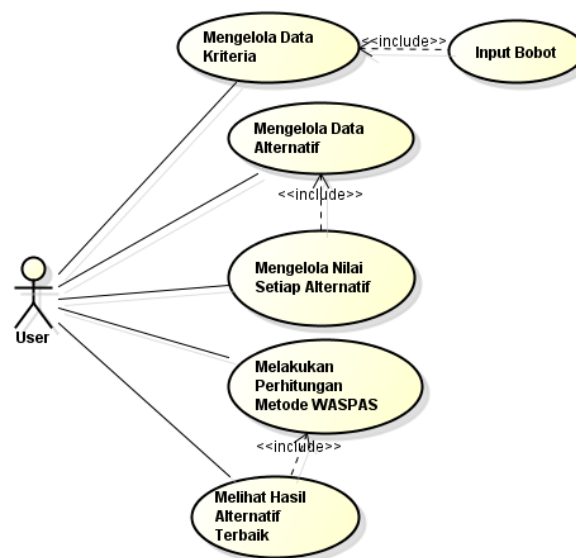 Mengelola Data
Kriteria
<<include>>
Input Bobot
Mengelola Data
Alternatif
<<include>>
Mengelola Nilai
Setiap Alternatif
User
Melakukan
Perhitungan
Metode WASPAS
<<include>>
Melihat Hasil
Alternatif
Terbaik